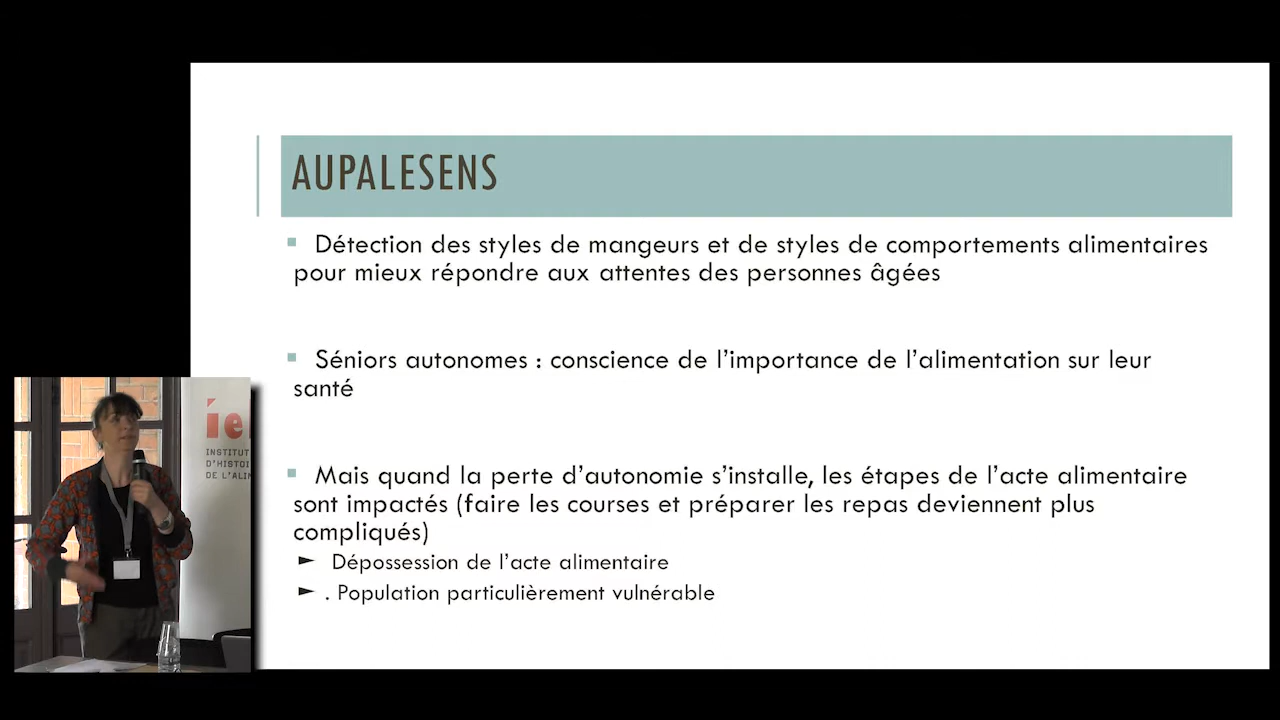 AUPALESENS
Détection des styles de mangeurs et de styles de comportements alimentaires
pour mieux répondre aux attentes des personnes âgées
Séniors autonomes : conscience de l'importance de l'alimentation sur leur
santé
Mais quand la perte d'autonomie s'installe, les étapes de l'acte alimentaire
sont impactés (faire les courses et préparer les repas deviennent plus
compliqués)
► Dépossession de l'acte alimentaire
► . Population particulièrement vulnérable
INSTITUT
D'HISTOI
DE L'ALI